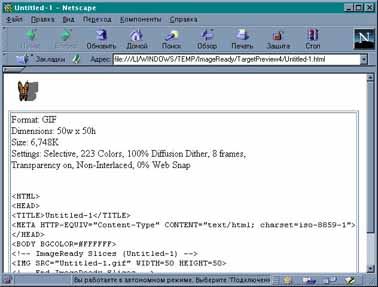 Untitled-1 - Netscape
Файл Правка Вид Переход Компоненты Справка
Назад Вперед Обновить Домой Поиск Обзор Печать Защита Стоп
Закладки Адрес: file:///L|/WINDOWS/TEMP/ImageReady/TargetPreview4/Untitled-1.html
Format: GIF
Dimensions: 50w x 50h
Size: 6,748K
Settings: Selective, 223 Colors, 100% Diffusion Dither, 8 frames,
Transparency on, Non-Interlaced, 0% Web Snap
<HTML>
<HEAD>
<TITLE>Untitled-1</TITLE>
<META HTTP-EQUIV="Content-Type" CONTENT="text/html; charset=iso-8859-1">
</HEAD>
<BODY BGCOLOR=#FFFFFF>
<!-- ImageReady Slices (Untitled-1) -->
<IMG SRC="Untitled-1.gif" WIDTH=50 HEIGHT=50>
<!-- End ImageReady Slices -->
Вы работаете в автономном режиме. Выберите "Подключени